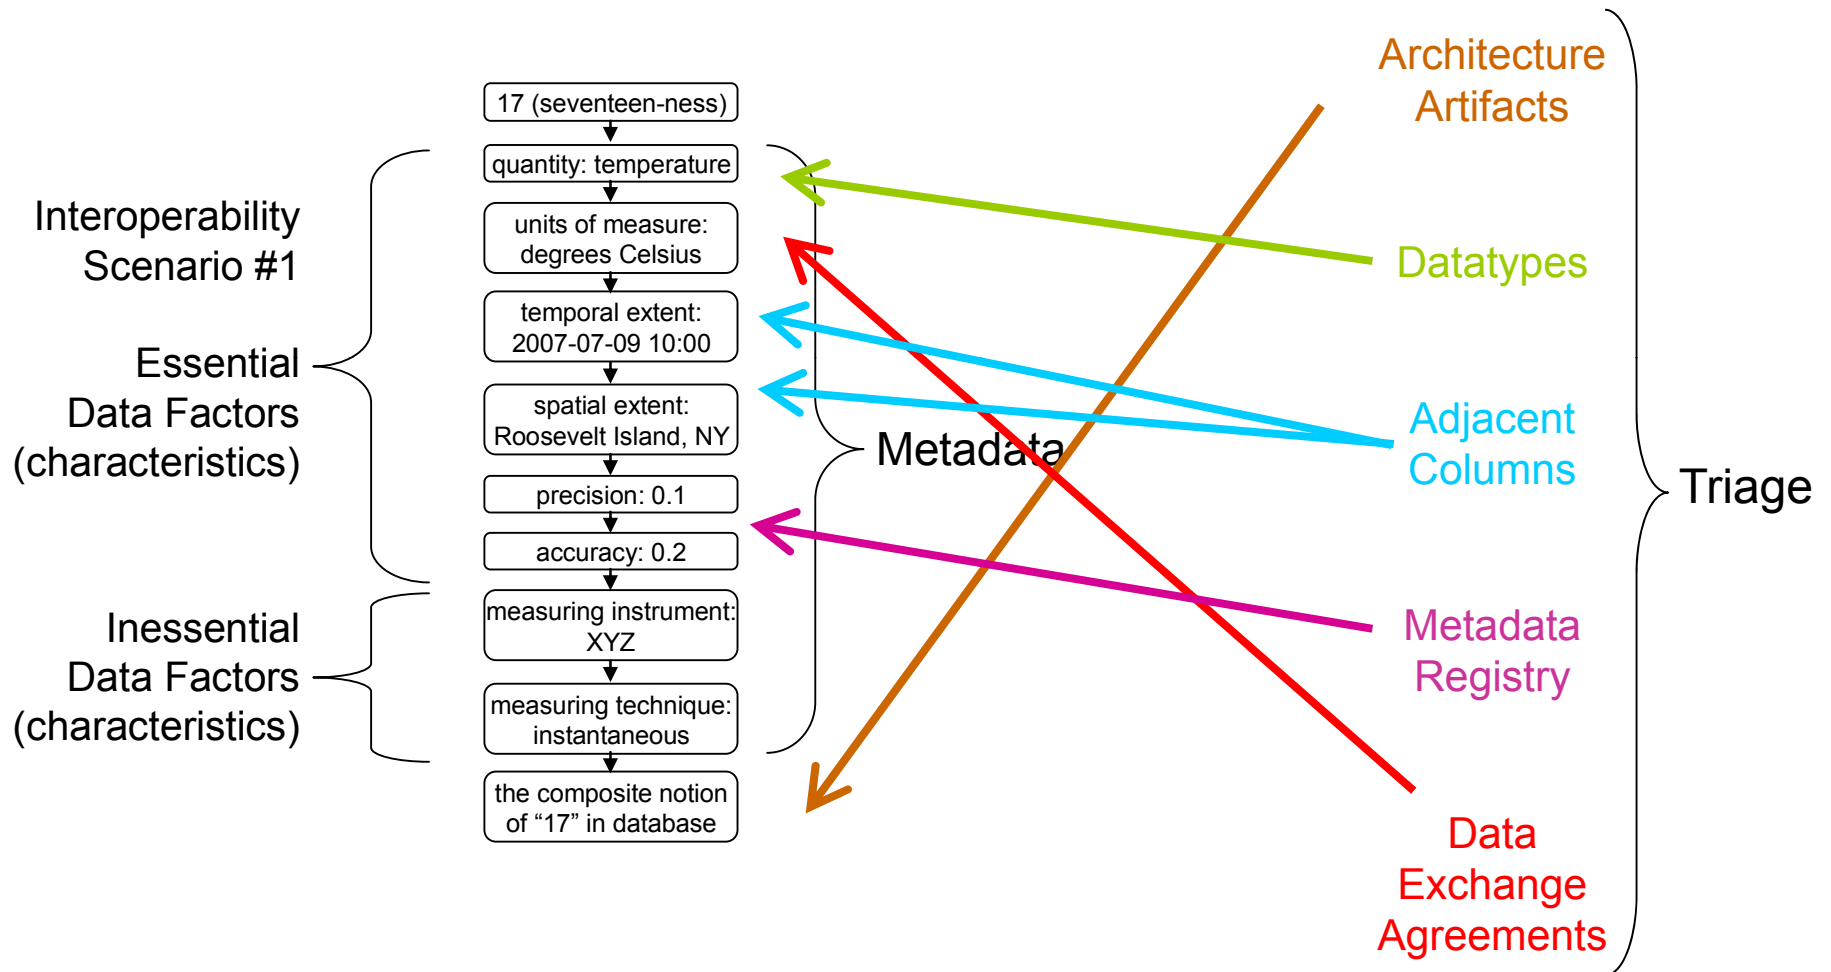 Interoperability
Scenario #1
Essential
Data Factors
(characteristics)
Inessential
Data Factors
(characteristics)
17 (seventeen-ness)
quantity: temperature
units of measure:
degrees Celsius
temporal extent:
2007-07-09 10:00
spatial extent:
Roosevelt Island, NY
precision: 0.1
accuracy: 0.2
measuring instrument:
XYZ
measuring technique:
instantaneous
the composite notion
of “17” in database
Metadata
Architecture
Artifacts
Datatypes
Adjacent
Columns
Metadata
Registry
Data
Exchange
Agreements
Triage